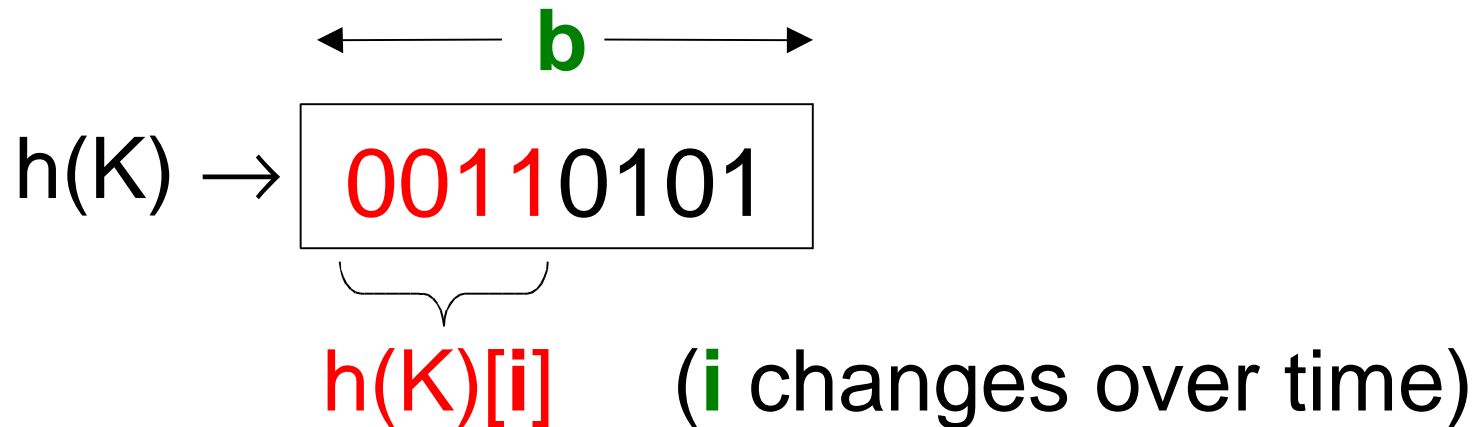 b
h(K) → 00110101
h(K)[i] (i changes over time)